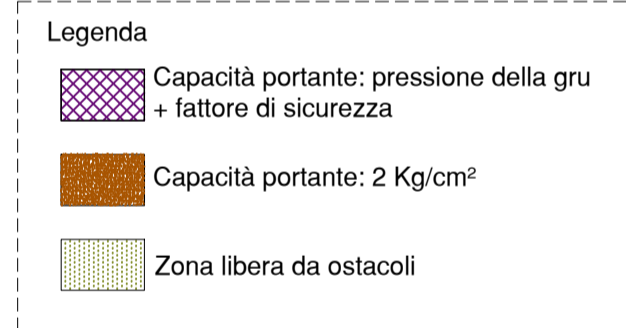 Legenda
Capacità portante: pressione della gru
+ fattore di sicurezza
Capacità portante: 2 Kg/cm²
Zona libera da ostacoli